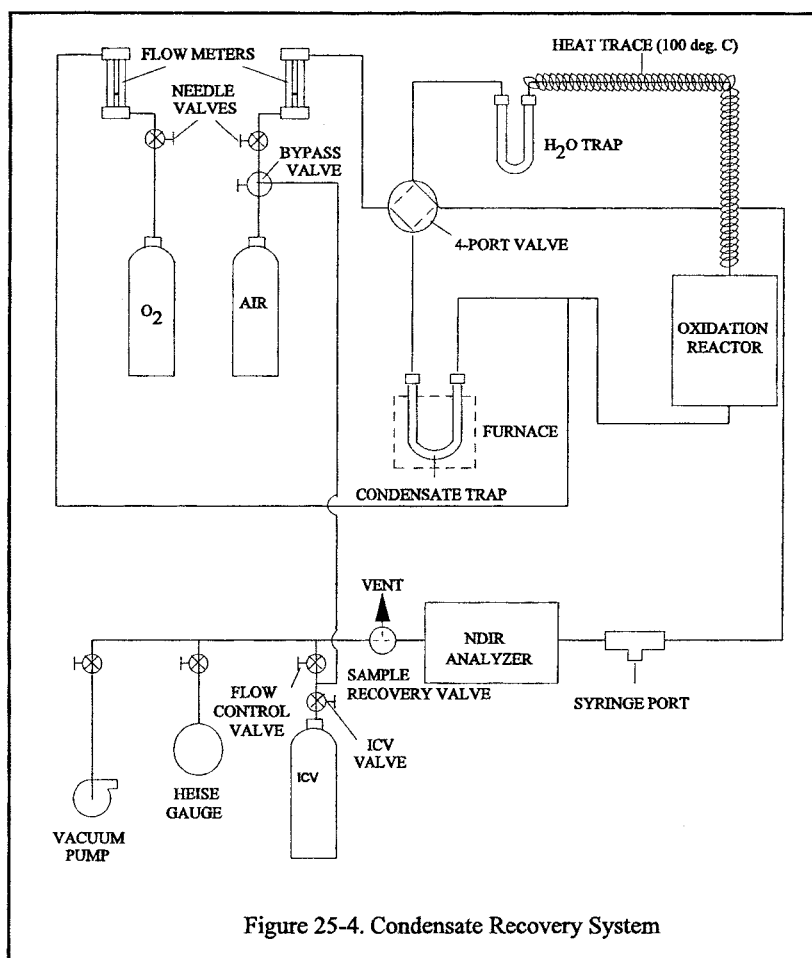 FLOW METERS
HEAT TRACE (100 deg. C)
NEEDLE
VALVES
H2O TRAP
BYPASS
VALVE
4-PORT VALVE
O2
AIR
OXIDATION
REACTOR
FURNACE
CONDENSATE TRAP
VENT
NDIR
ANALYZER
SAMPLE
RECOVERY VALVE
FLOW
CONTROL
VALVE
SYRINGE PORT
ICV
VALVE
ICV
HEISE
GAUGE
VACUUM
PUMP
Figure 25-4. Condensate Recovery System